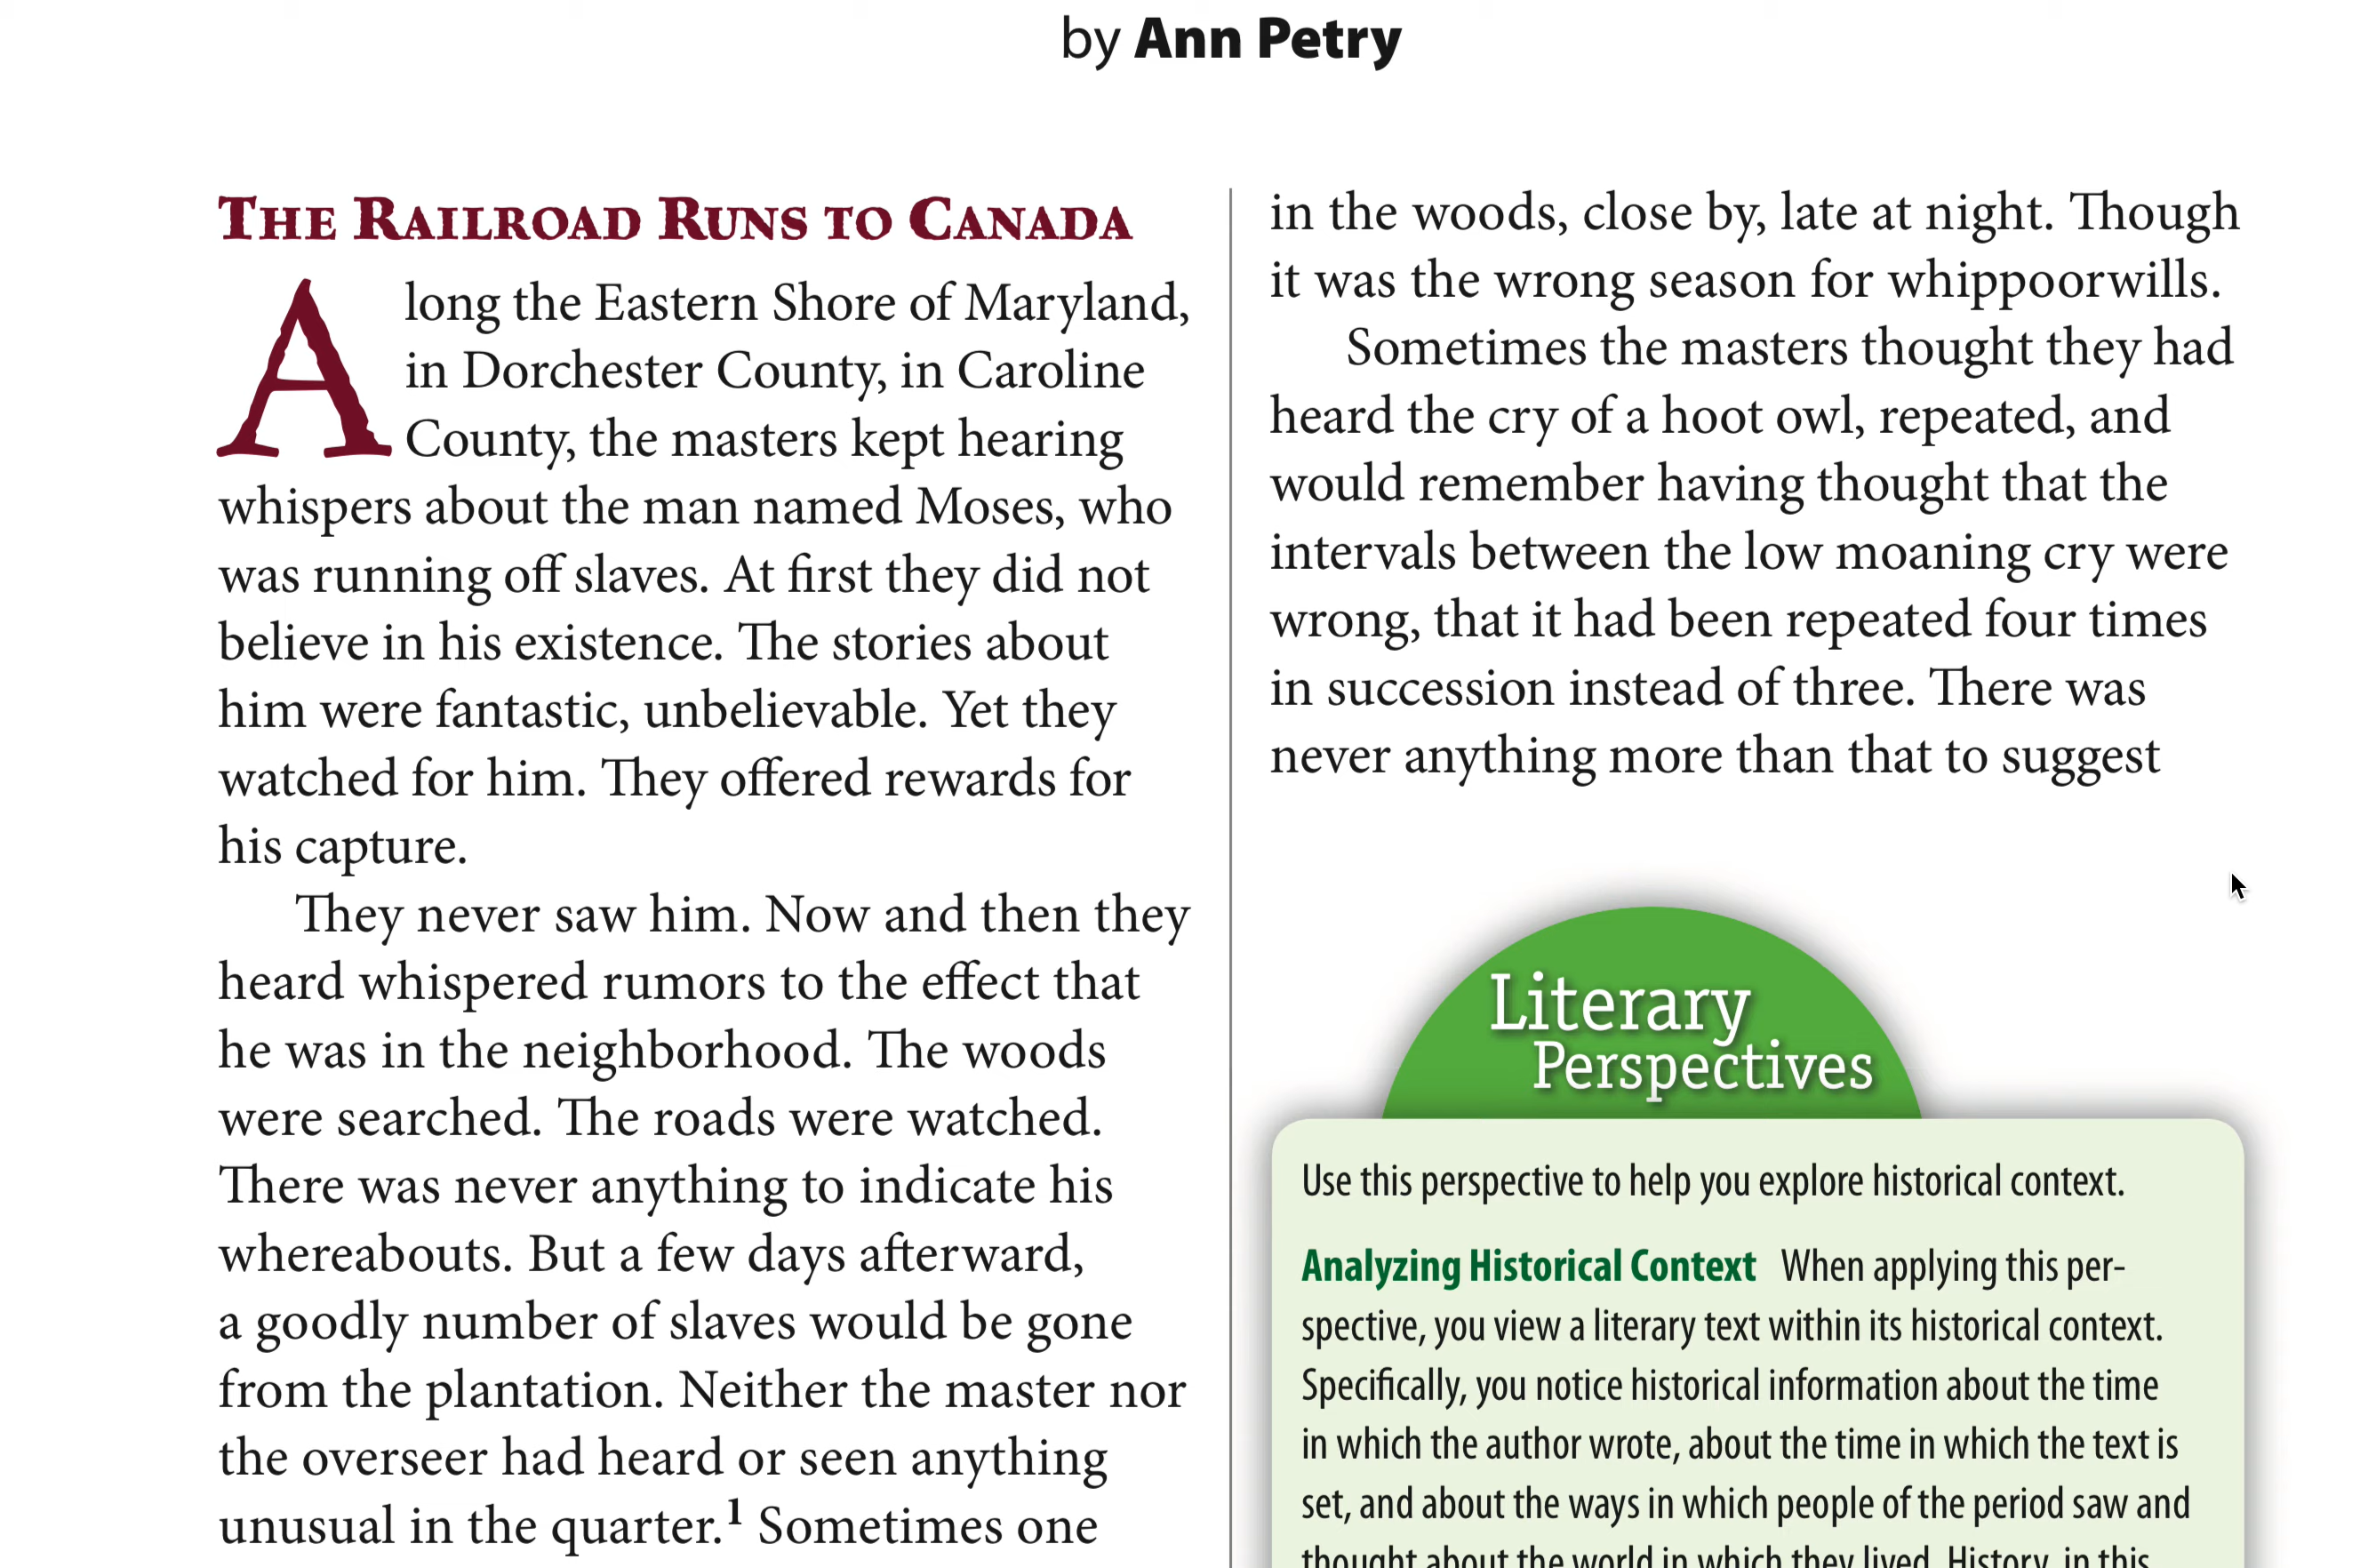 by Ann Petry
THE RAILROAD RUNS TO CANADA
Along the Eastern Shore of Maryland,
in Dorchester County, in Caroline
County, the masters kept hearing
whispers about the man named Moses, who
was running off slaves. At first they did not
believe in his existence. The stories about
him were fantastic, unbelievable. Yet they
watched for him. They offered rewards for
his capture.
They never saw him. Now and then they
heard whispered rumors to the effect that
he was in the neighborhood. The woods
were searched. The roads were watched.
There was never anything to indicate his
whereabouts. But a few days afterward,
a goodly number of slaves would be gone
from the plantation. Neither the master nor
the overseer had heard or seen anything
unusual in the quarter.1 Sometimes one
in the woods, close by, late at night. Though
it was the wrong season for whippoorwills.
Sometimes the masters thought they had
heard the cry of a hoot owl, repeated, and
would remember having thought that the
intervals between the low moaning cry were
wrong, that it had been repeated four times
in succession instead of three. There was
never anything more than that to suggest
Literary
Perspectives
Use this perspective to help you explore historical context.
Analyzing Historical Context When applying this per-
spective, you view a literary text within its historical context.
Specifically, you notice historical information about the time
in which the author wrote, about the time in which the text is
set, and about the ways in which people of the period saw and
thought about the world in which they lived. History, in this